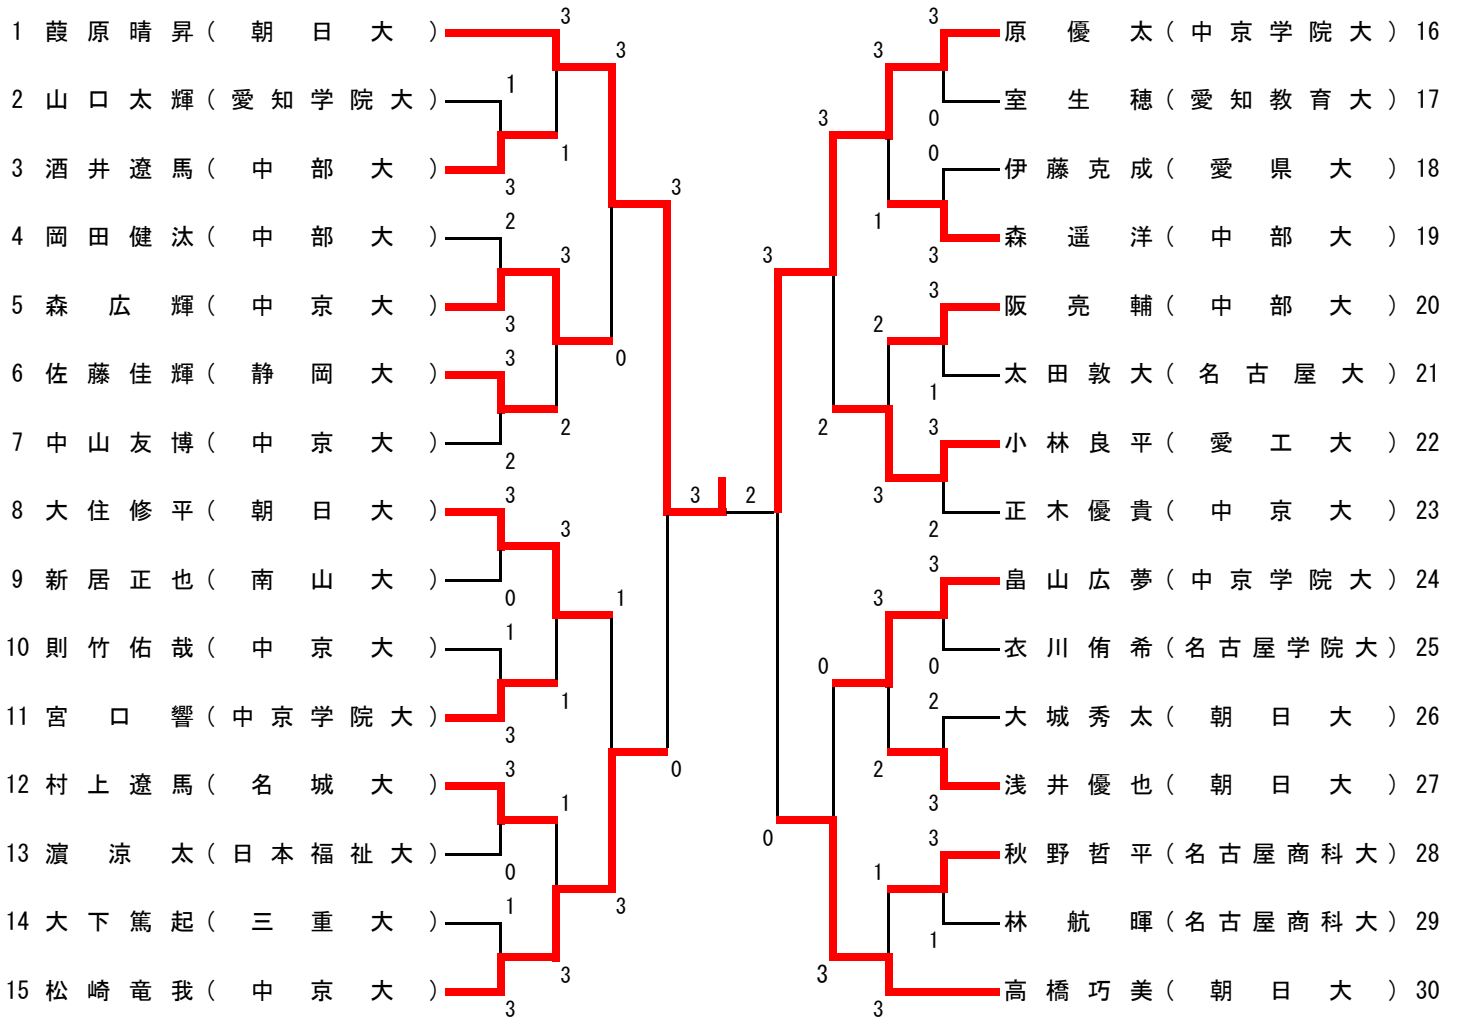 1 葭原晴昇(朝日大)
2 山口太輝(愛知学院大)
3 酒井遼馬(中部大)
4 岡田健汰(中部大)
5 森広輝(中京大)
6 佐藤佳輝(静岡大)
7 中山友博(中京大)
8 大住修平(朝日大)
9 新居正也(南山大)
10 則竹佑哉(中京大)
11 宮口響(中京学院大)
12 村上遼馬(名城大)
13 濵涼太(日本福祉大)
14 大下篤起(三重大)
15 松崎竜我(中京大)
3
1
1
3
2
3
3
3
2
2
3
0
3
0
1
1
3
3
1
0
1
3
3
3
0
1
3
3
0
3 2
3
0
3
2
0
3
3
1
2
3
3
2
1
3
3
0
0
3
3
1
3
2
3
0
2
3
3
1
原優太(中京学院大) 16
室生穂(愛知教育大) 17
伊藤克成(愛県大) 18
森遥洋(中部大) 19
阪亮輔(中部大) 20
太田敦大(名古屋大) 21
小林良平(愛工大) 22
正木優貴(中京大) 23
畠山広夢(中京学院大) 24
衣川侑希(名古屋学院大) 25
大城秀太(朝日大) 26
浅井優也(朝日大) 27
秋野哲平(名古屋商科大) 28
林航暉(名古屋商科大) 29
高橋巧美(朝日大) 30